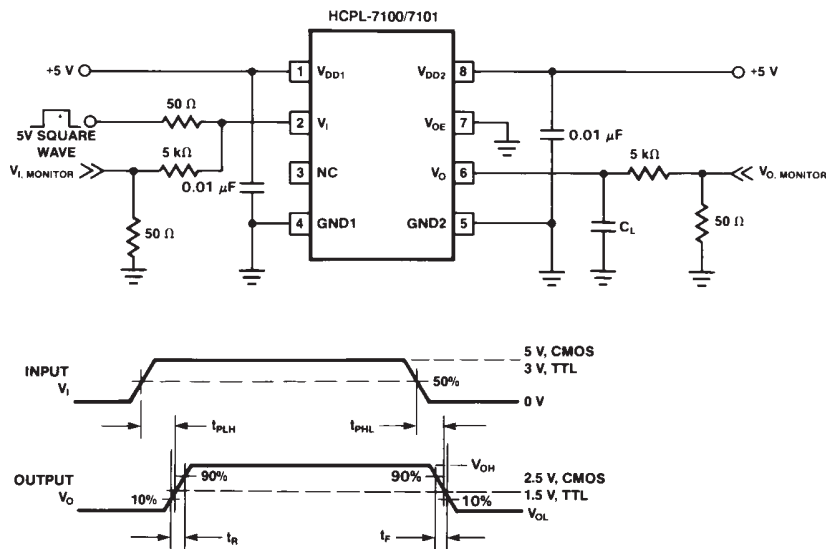 HCPL-7100/7101
+5 V
1 V_DD1
V_DD2 8
+5 V
50 Ω
2 V_I
V_OE 7
5V SQUARE
WAVE
0.01 μF
5 kΩ
5 kΩ
V_I, MONITOR
3 NC
V_O 6
V_O, MONITOR
0.01 μF
50 Ω
4 GND1
GND2 5
C_L
50 Ω
INPUT
V_I
5 V, CMOS
3 V, TTL
50%
0 V
t_PLH
t_PHL
OUTPUT
V_O
90%
90%
V_OH
2.5 V, CMOS
1.5 V, TTL
10%
10%
V_OL
t_R
t_F